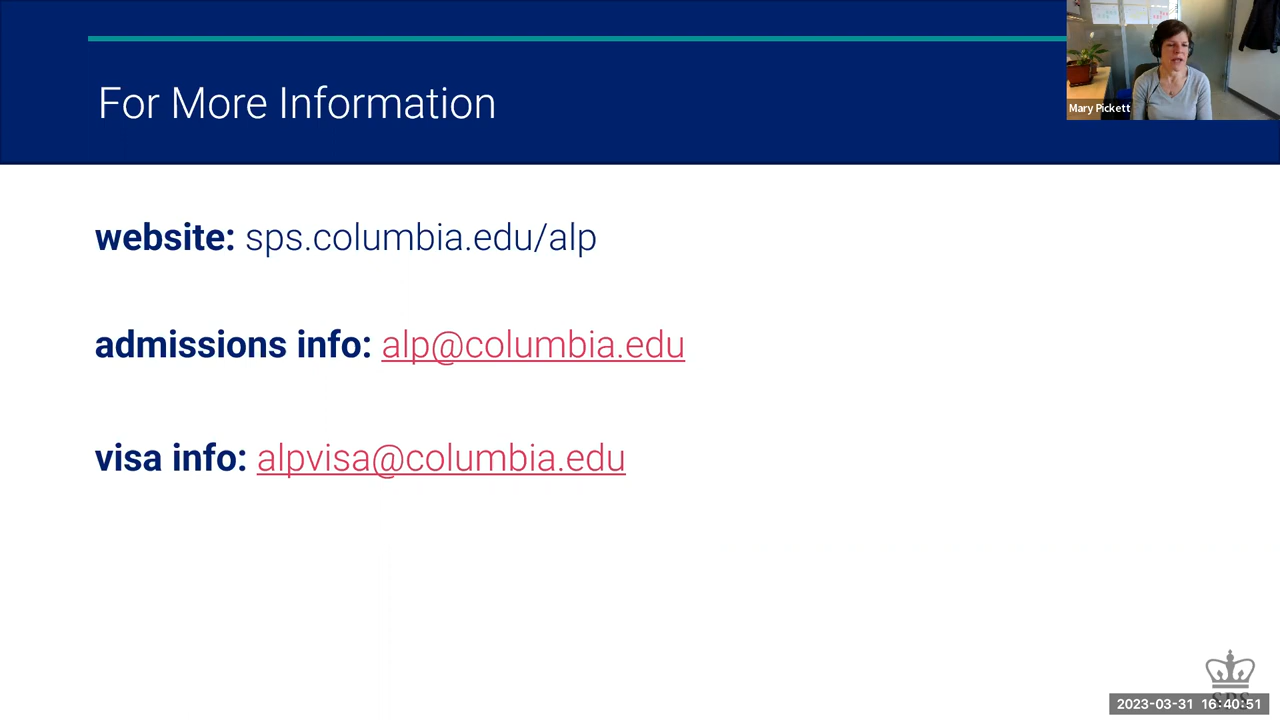 For More Information
Mary Pickett
website: sps.columbia.edu/alp
admissions info: alp@columbia.edu
visa info: alpvisa@columbia.edu
SPS
2023-03-31 16:40:51